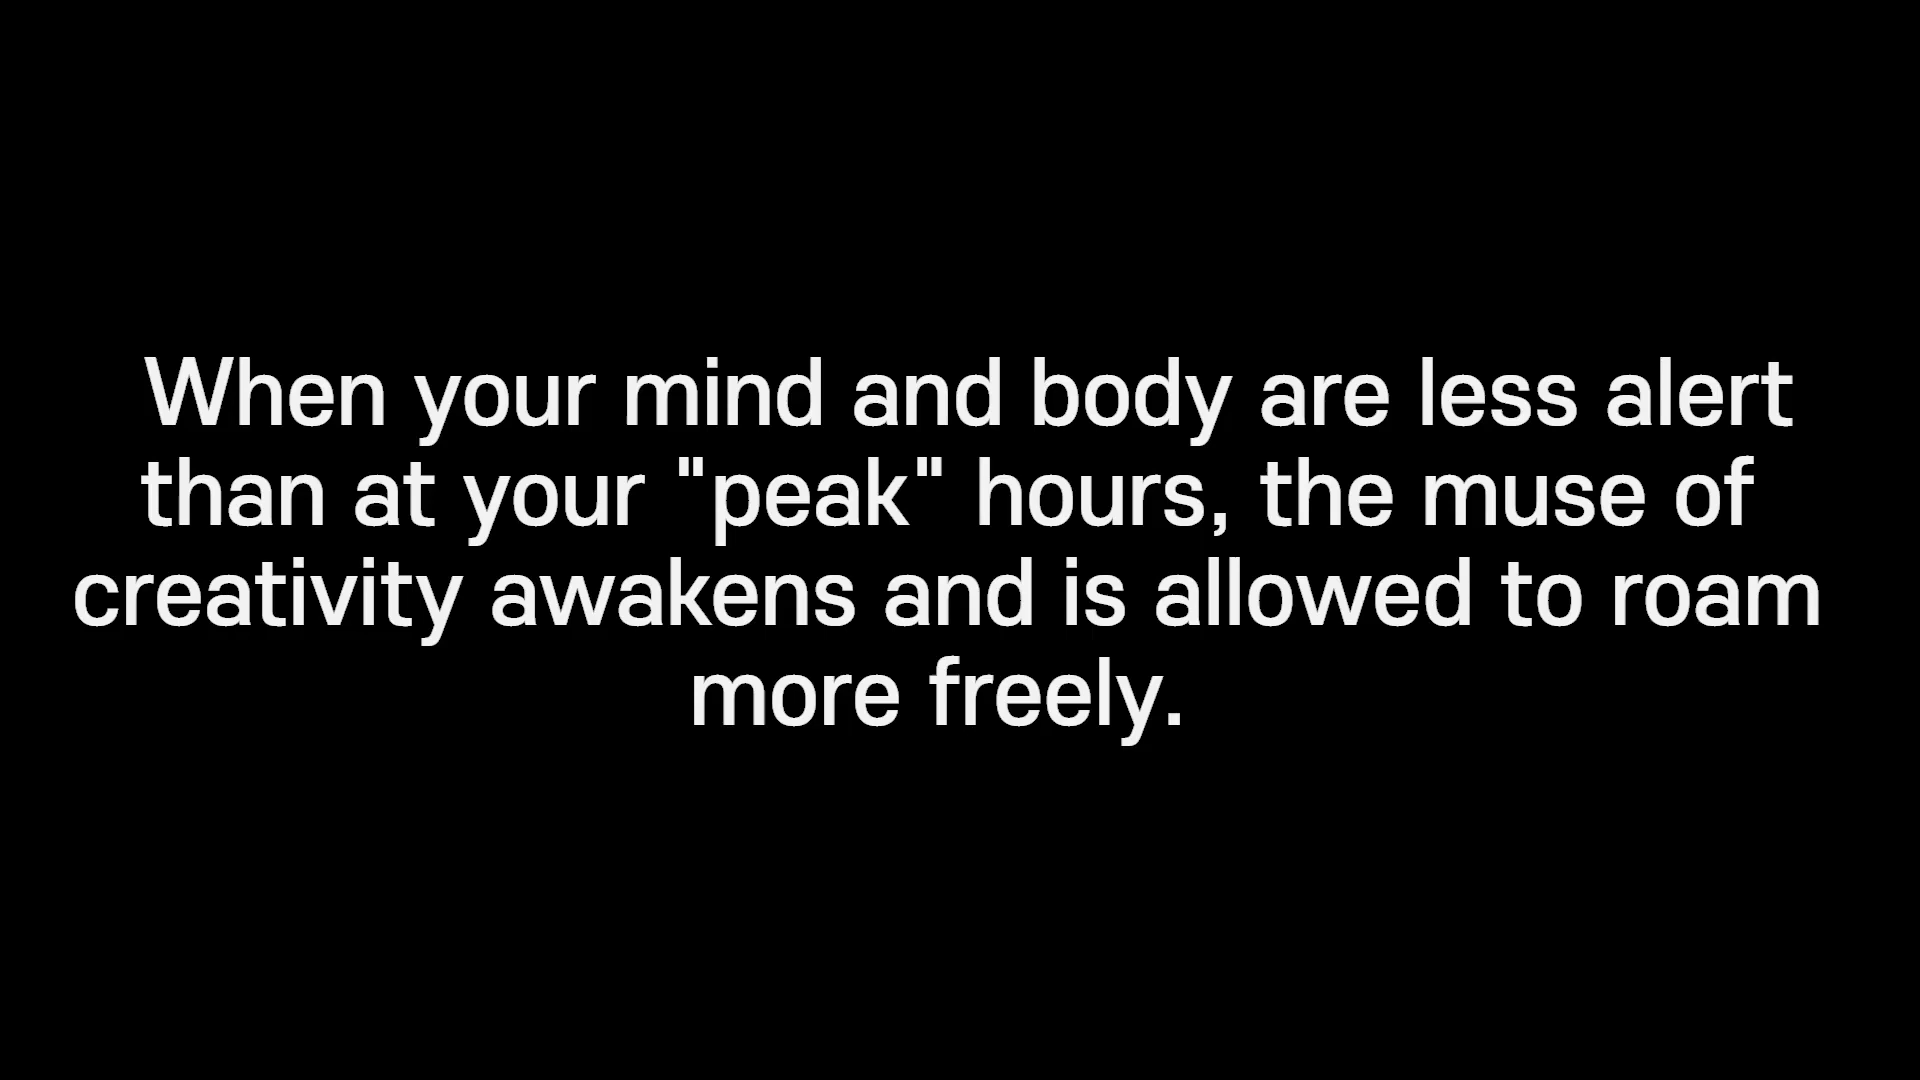 When your mind and body are less alert
than at your "peak" hours, the muse of
creativity awakens and is allowed to roam
more freely.